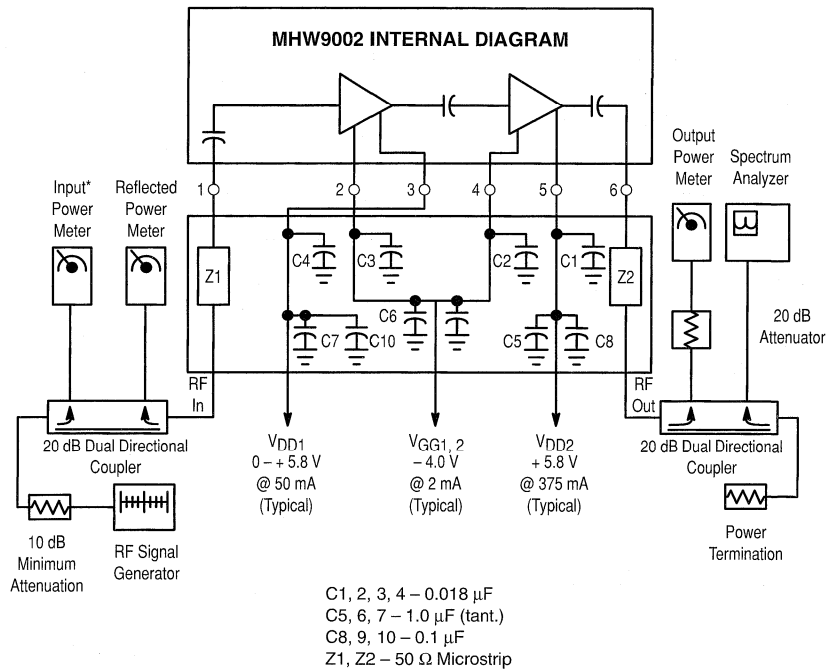 MHW9002 INTERNAL DIAGRAM
Output
Power
Meter
Spectrum
Analyzer
Input*
Power
Meter
Reflected
Power
Meter
1
2
3
4
5
6
Z1
C4
C3
C2
C1
Z2
C6
C7
C10
C5
C8
20 dB
Attenuator
RF
In
RF
Out
20 dB Dual Directional
Coupler
VDD1
0 – + 5.8 V
@ 50 mA
(Typical)
VGG1, 2
– 4.0 V
@ 2 mA
(Typical)
VDD2
+ 5.8 V
@ 375 mA
(Typical)
20 dB Dual Directional
Coupler
10 dB
Minimum
Attenuation
RF Signal
Generator
Power
Termination
C1, 2, 3, 4 – 0.018 µF
C5, 6, 7 – 1.0 µF (tant.)
C8, 9, 10 – 0.1 µF
Z1, Z2 – 50 Ω Microstrip